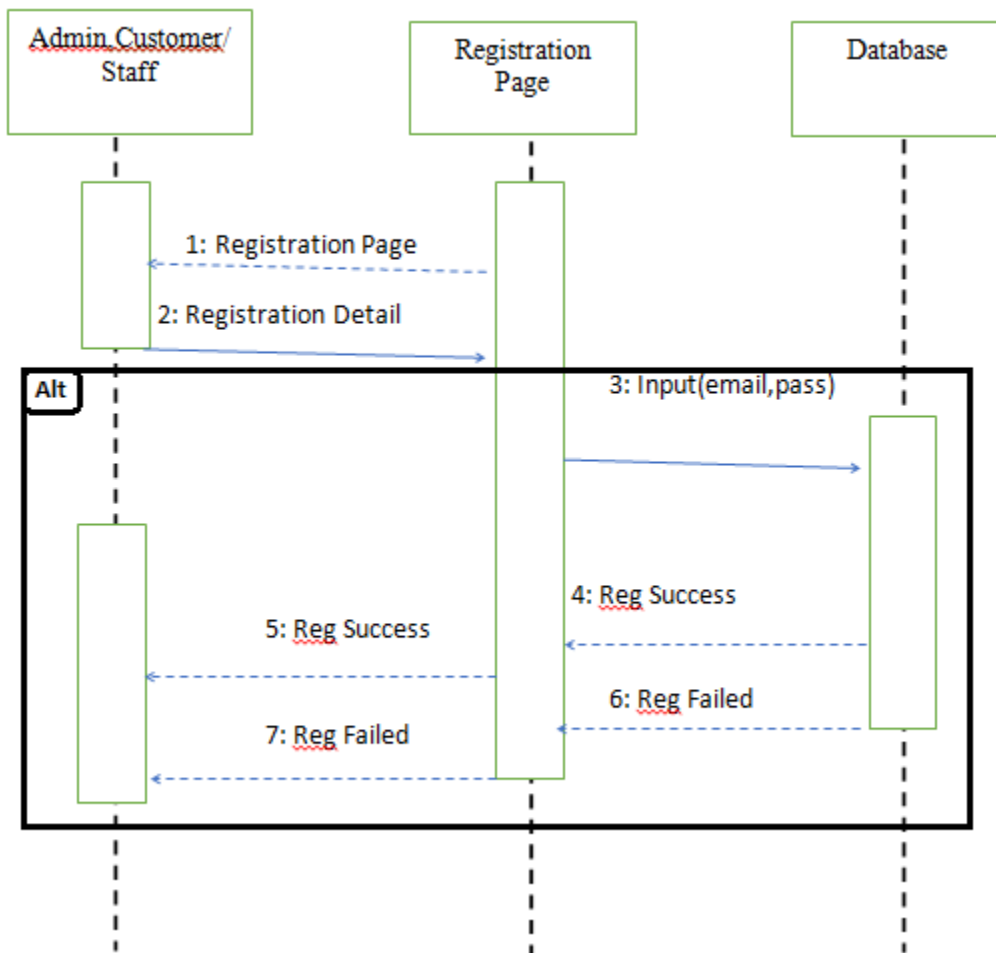 Admin,Customer/
Staff
Registration
Page
Database
1: Registration Page
2: Registration Detail
Alt
3: Input(email,pass)
4: Reg Success
5: Reg Success
6: Reg Failed
7: Reg Failed